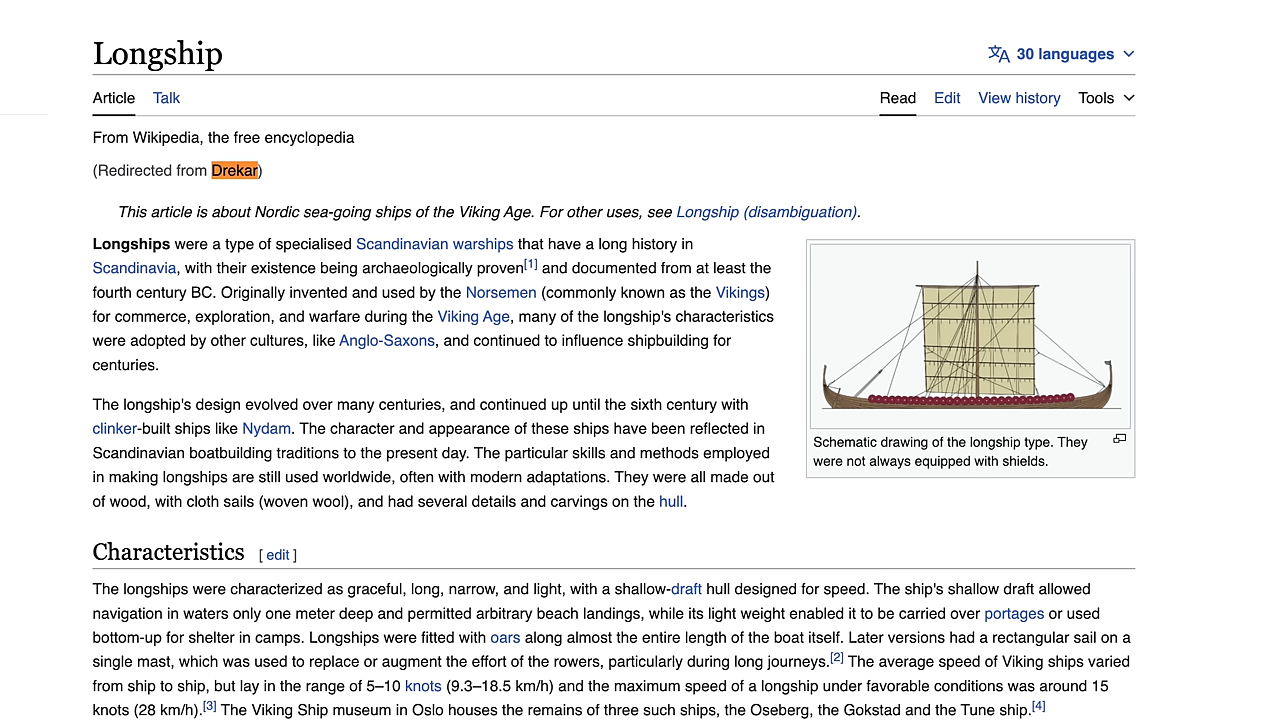 Longship
30 languages
Article Talk Read Edit View history Tools
From Wikipedia, the free encyclopedia
(Redirected from Drekar)
This article is about Nordic sea-going ships of the Viking Age. For other uses, see Longship (disambiguation).
Longships were a type of specialised Scandinavian warships that have a long history in
Scandinavia, with their existence being archaeologically proven[1] and documented from at least the
fourth century BC. Originally invented and used by the Norsemen (commonly known as the Vikings)
for commerce, exploration, and warfare during the Viking Age, many of the longship's characteristics
were adopted by other cultures, like Anglo-Saxons, and continued to influence shipbuilding for
centuries.
The longship's design evolved over many centuries, and continued up until the sixth century with
clinker-built ships like Nydam. The character and appearance of these ships have been reflected in
Scandinavian boatbuilding traditions to the present day. The particular skills and methods employed
in making longships are still used worldwide, often with modern adaptations. They were all made out
of wood, with cloth sails (woven wool), and had several details and carvings on the hull.
Schematic drawing of the longship type. They
were not always equipped with shields.
Characteristics [ edit ]
The longships were characterized as graceful, long, narrow, and light, with a shallow-draft hull designed for speed. The ship's shallow draft allowed
navigation in waters only one meter deep and permitted arbitrary beach landings, while its light weight enabled it to be carried over portages or used
bottom-up for shelter in camps. Longships were fitted with oars along almost the entire length of the boat itself. Later versions had a rectangular sail on a
single mast, which was used to replace or augment the effort of the rowers, particularly during long journeys.[2] The average speed of Viking ships varied
from ship to ship, but lay in the range of 5–10 knots (9.3–18.5 km/h) and the maximum speed of a longship under favorable conditions was around 15
knots (28 km/h).[3] The Viking Ship museum in Oslo houses the remains of three such ships, the Oseberg, the Gokstad and the Tune ship.[4]